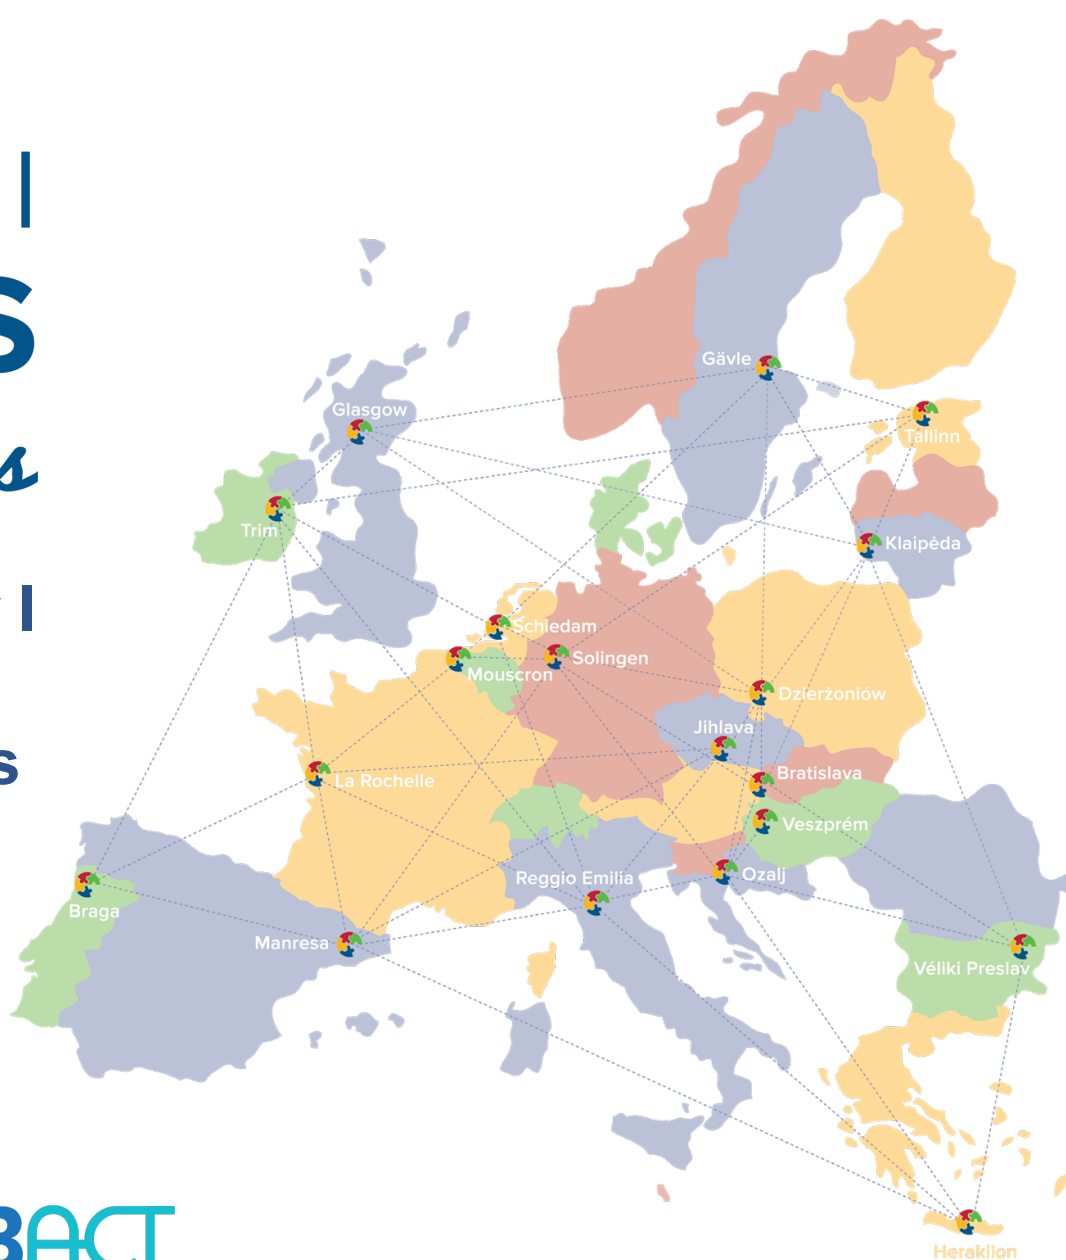 Gävle
Glasgow
Tallinn
Trim
Klaipėda
Schiedam
Solingen
Mouscron
Dzierżoniów
Jihlava
Bratislava
La Rochelle
Veszprém
Ozalj
Reggio Emilia
Braga
Manresa
Véliki Preslav
Heraklion
BACT